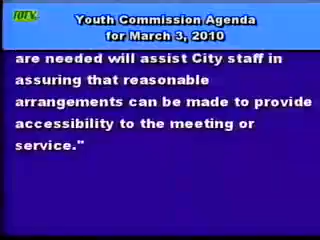 Youth Commission Agenda
for March 3, 2010
are needed will assist City staff in
assuring that reasonable
arrangements can be made to provide
accessibility to the meeting or
service."